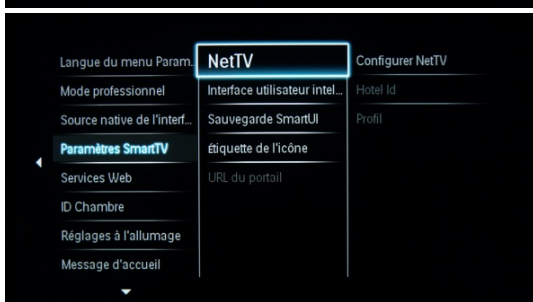 Langue du menu Param.
Mode professionnel
Source native de l'interf...
Paramètres SmartTV
Services Web
ID Chambre
Réglages à l'allumage
Message d'accueil
NetTV
Interface utilisateur intel...
Sauvegarde SmartUI
étiquette de l'icône
URL du portail
Configurer NetTV
Hotel Id
Profil